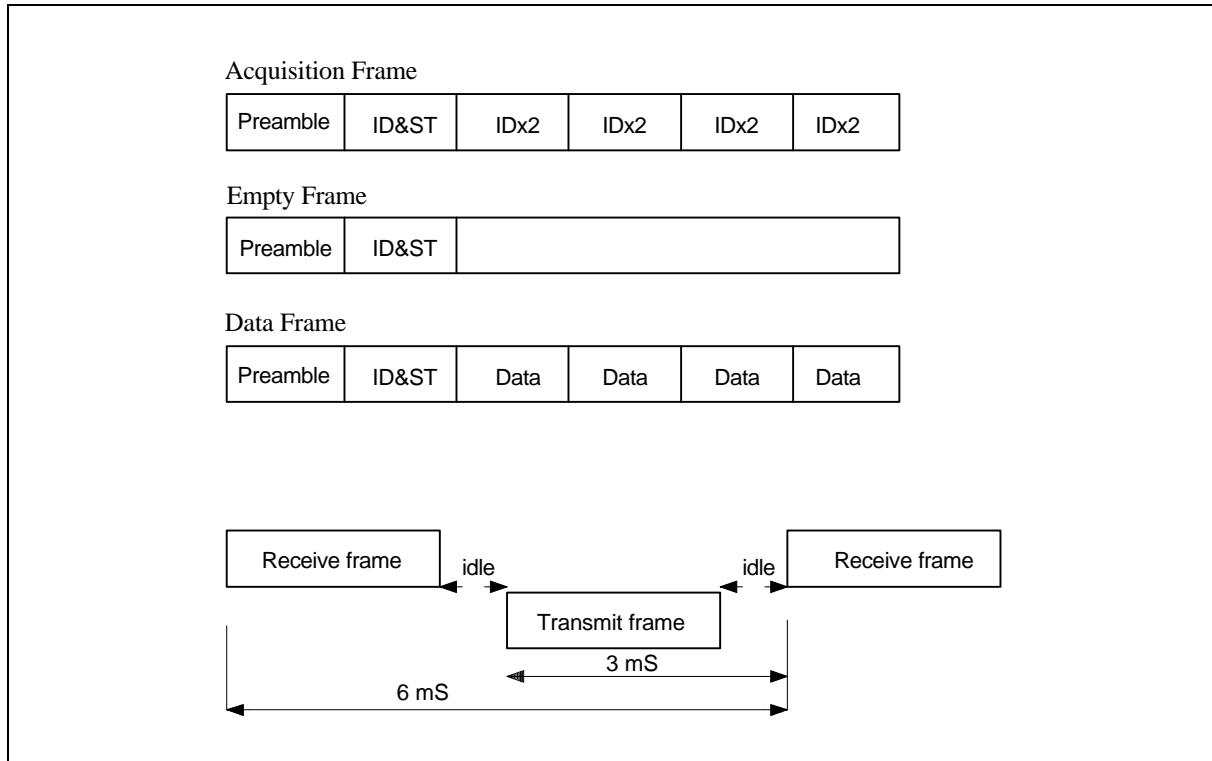 Acquisition Frame
Preamble ID&ST IDx2 IDx2 IDx2 IDx2
Empty Frame
Preamble ID&ST
Data Frame
Preamble ID&ST Data Data Data Data
Receive frame idle idle Receive frame
Transmit frame
3 mS
6 mS